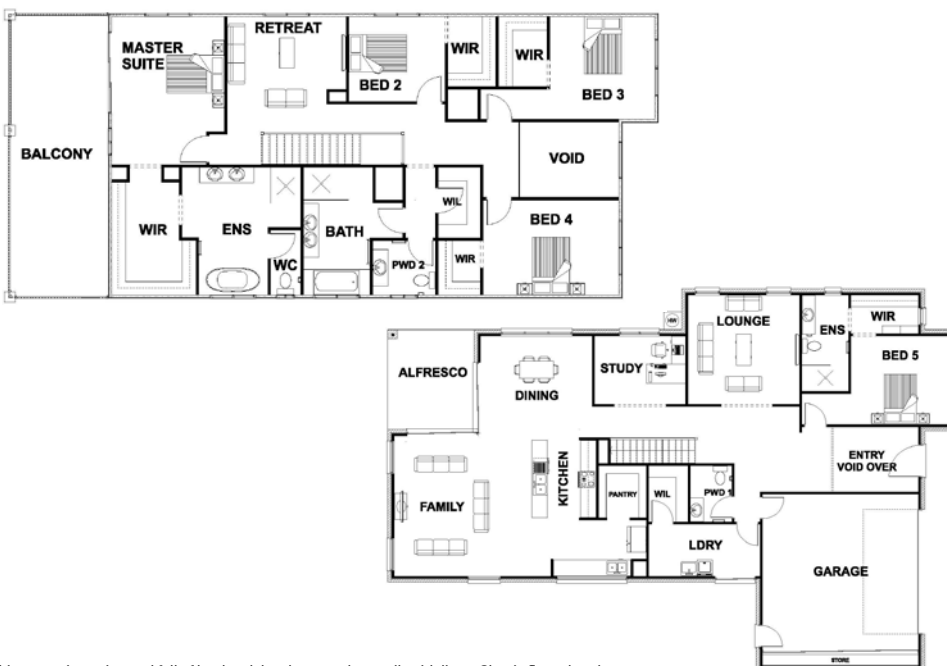 MASTER
SUITE
RETREAT
BED 2
WIR
WIR
BED 3
BALCONY
VOID
WIR
ENS
WC
BATH
WIL
PWD 2
WIR
BED 4
ALFRESCO
DINING
STUDY
HW
LOUNGE
ENS
WIR
BED 5
FAMILY
KITCHEN
PANTRY
WIL
PWD 1
ENTRY
VOID OVER
LDRY
GARAGE
STORE